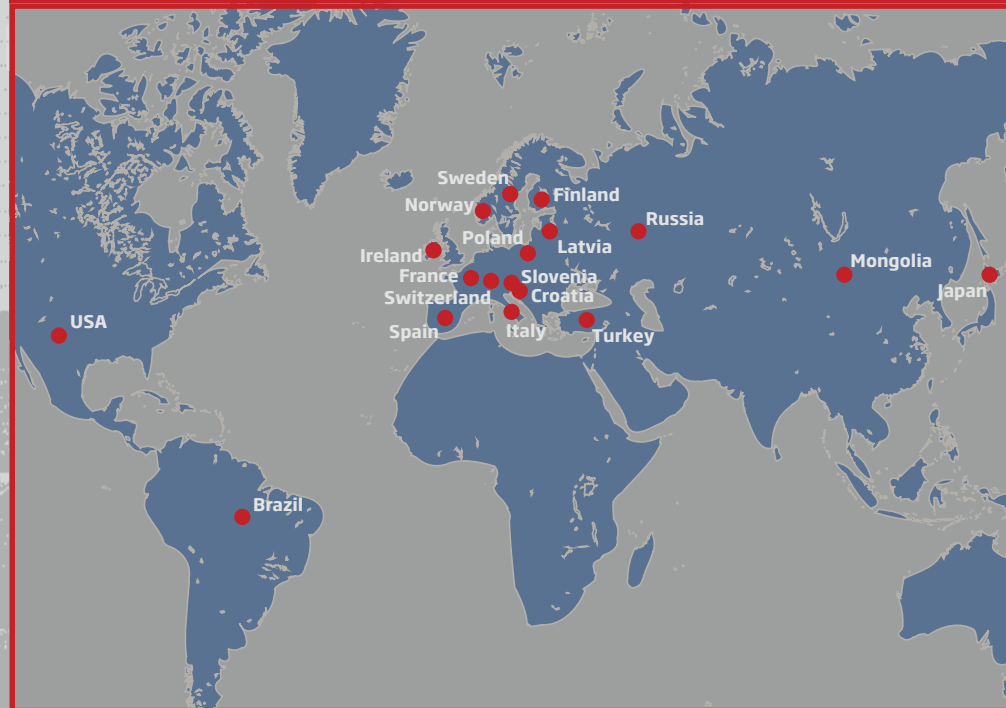 Sweden
Finland
Norway
Russia
Poland
Latvia
Ireland
Mongolia
France
Slovenia
Japan
Switzerland
Croatia
USA
Spain
Italy
Turkey
Brazil